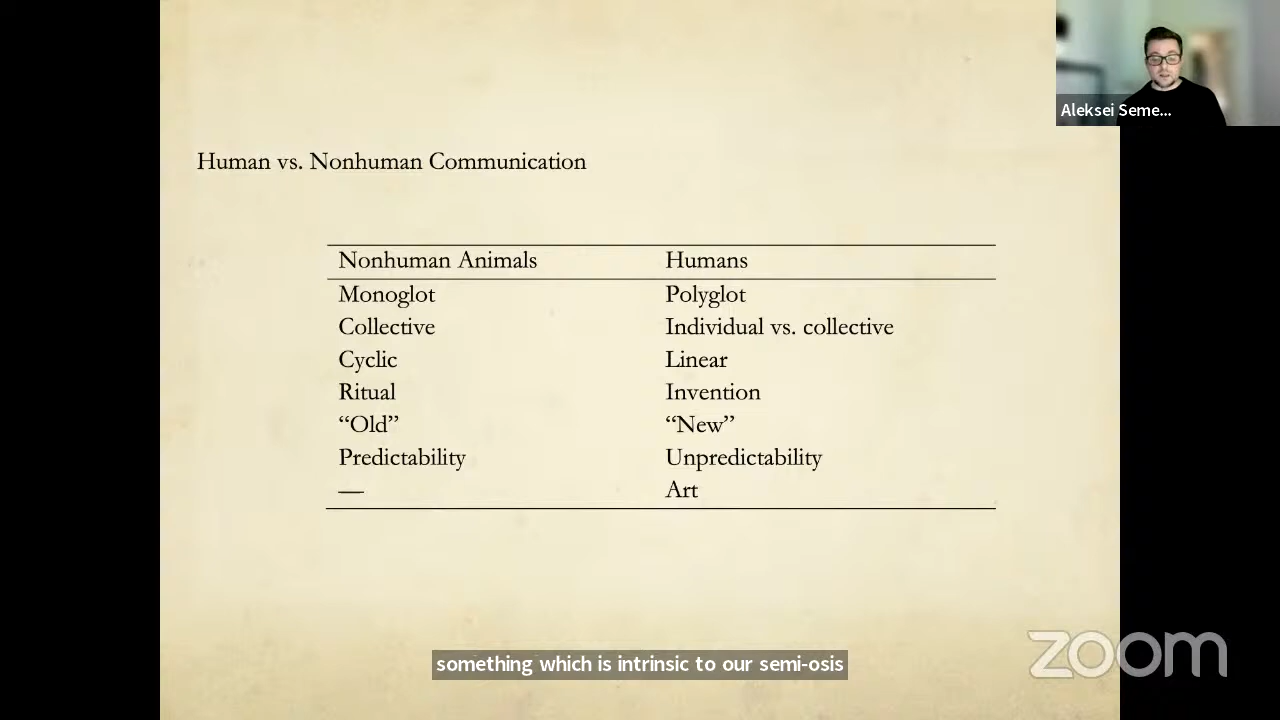 Aleksei Seme...
Human vs. Nonhuman Communication
Nonhuman Animals Humans
Monoglot Polyglot
Collective Individual vs. collective
Cyclic Linear
Ritual Invention
“Old” “New”
Predictability Unpredictability
— Art
something which is intrinsic to our semi-osis
zoom